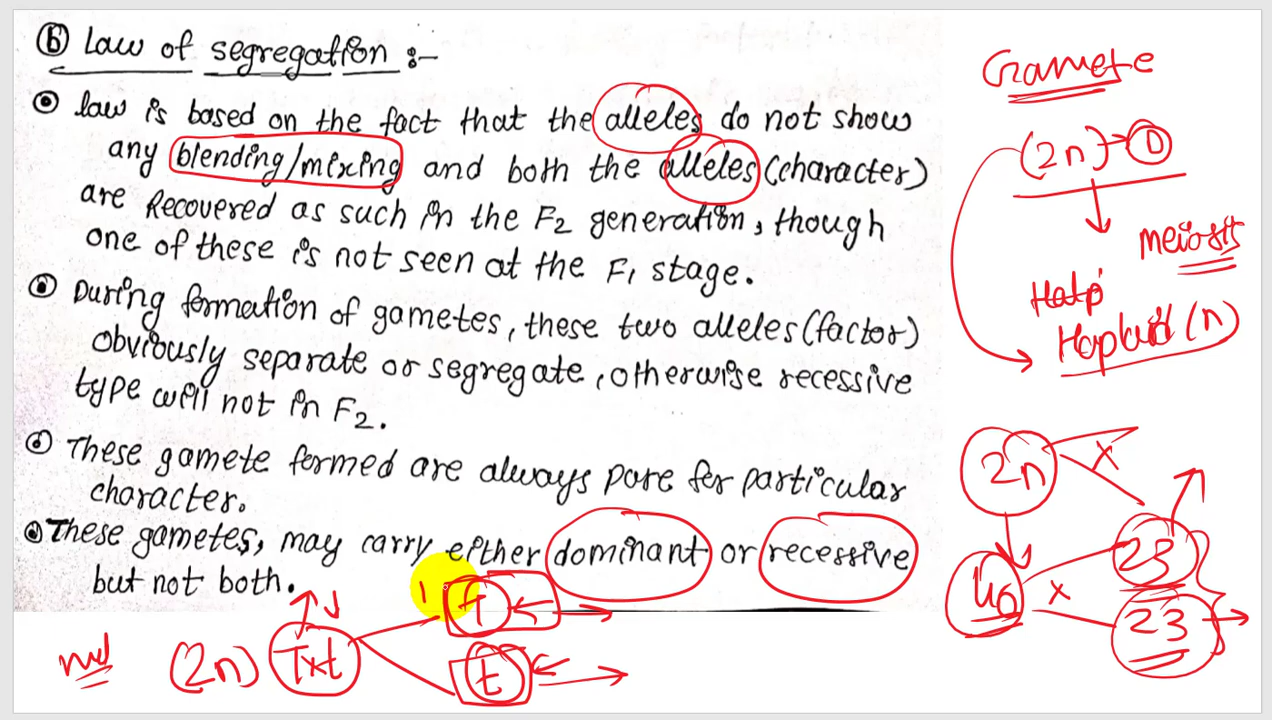 ⓑ Law of segregation :-
law is based on the fact that the alleles do not show
any blending/mixing and both the alleles (character)
are Recovered as such in the F2 generation, though
one of these is not seen at the F1 stage.
During formation of gametes, these two alleles (factor)
obviously separate or segregate, otherwise recessive
type will not in F2.
These gamete formed are always pore for particular
character.
These gametes, may carry either dominant or recessive
but not both.
(2n) Txt
T
t
Gamete
(2n) →
meiosis
Halp
Haploid (n)
2n
46
23
23